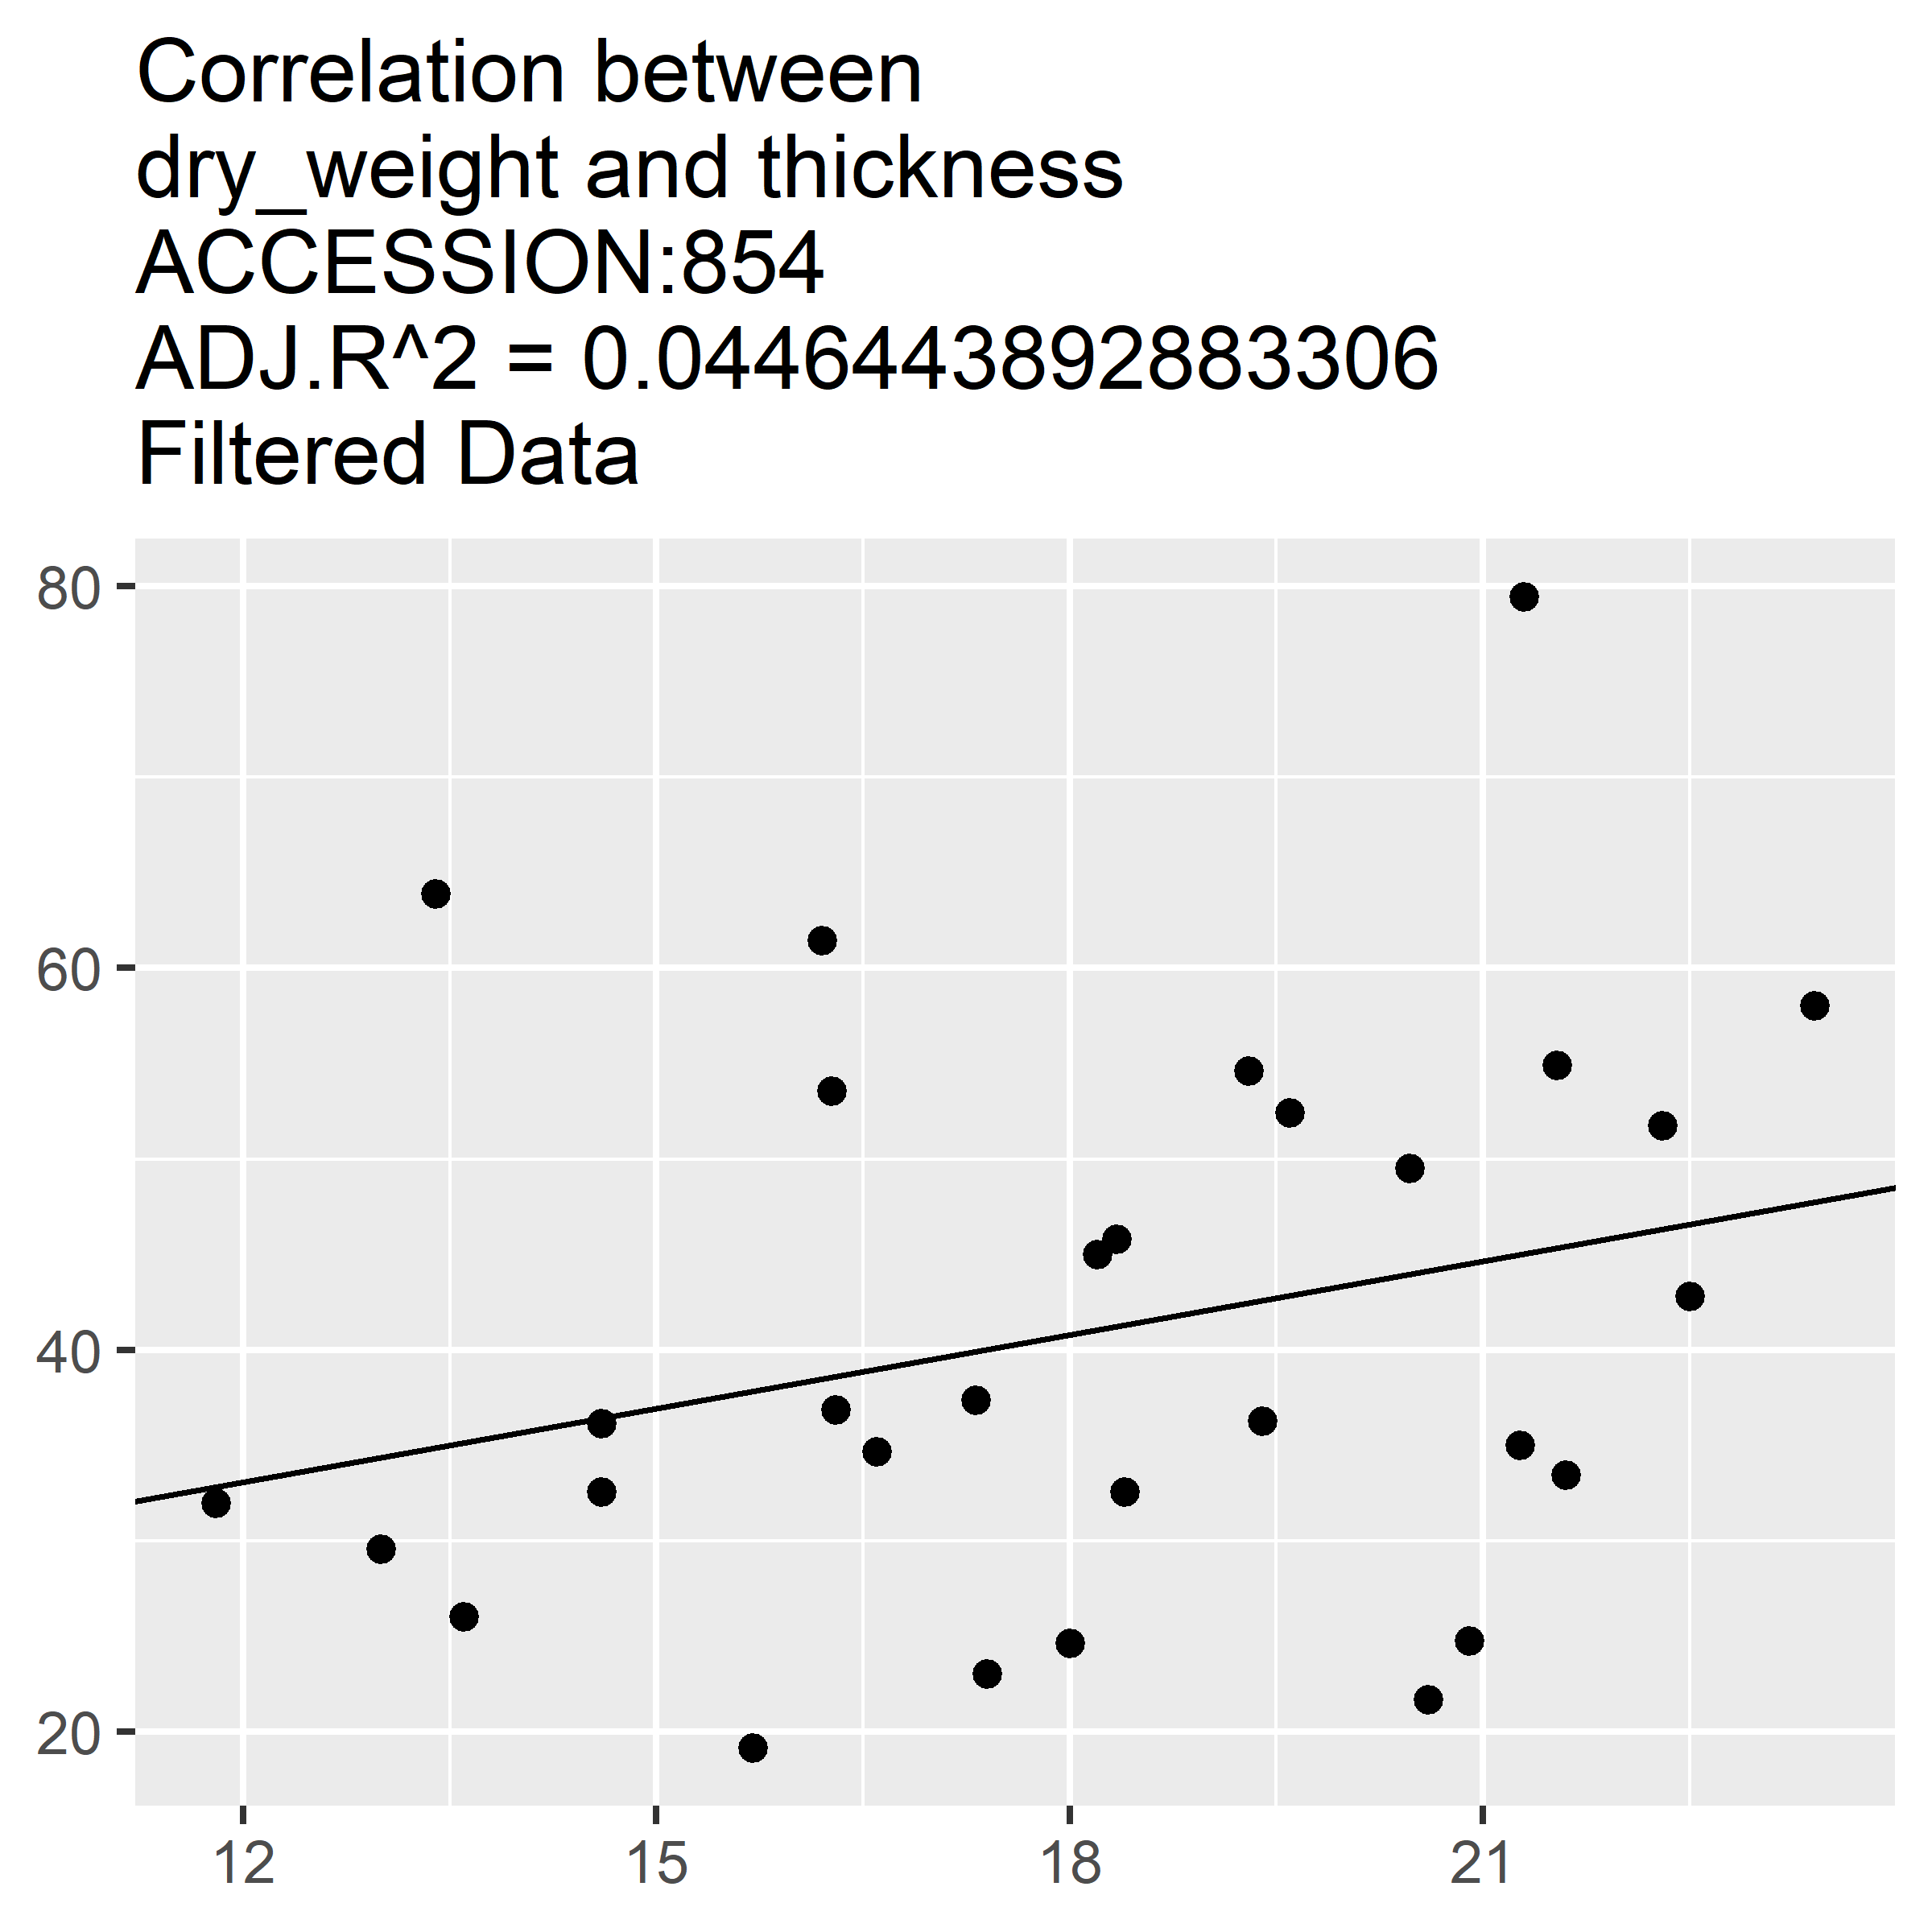 Correlation between
dry_weight and thickness
ACCESSION:854
ADJ.R^2 = 0.0446443892883306
Filtered Data
80
60
40
20
12 15 18 21